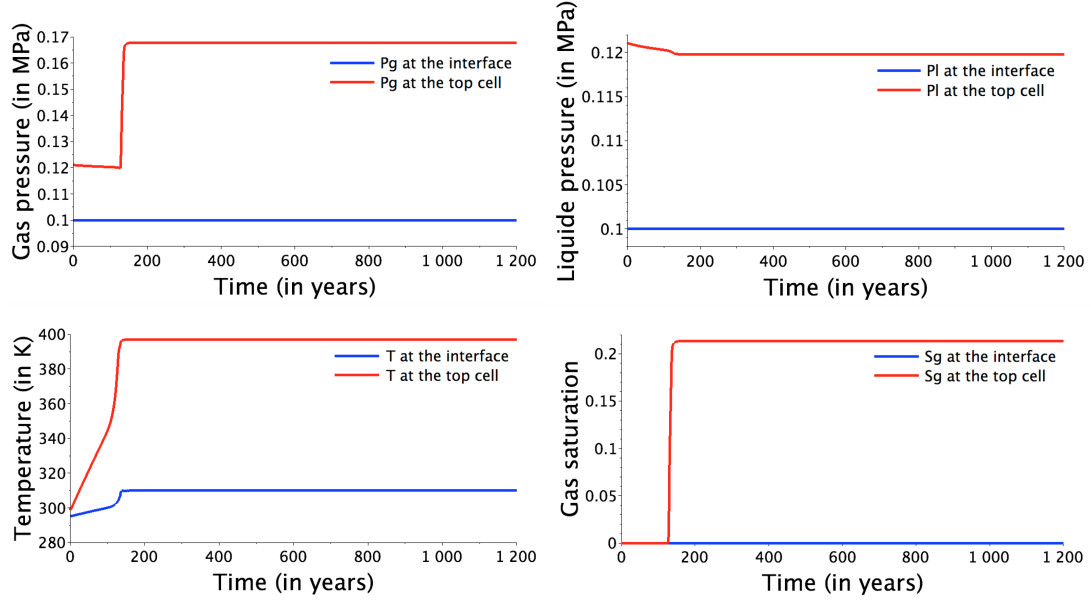 Gas pressure (in MPa)
0.17
0.16
0.15
0.14
0.13
0.12
0.11
0.1
0.09
Pg at the interface
Pg at the top cell
0 200 400 600 800 1 000 1 200
Time (in years)
Liquide pressure (in MPa)
0.12
0.115
0.11
0.105
0.1
Pl at the interface
Pl at the top cell
0 200 400 600 800 1 000 1 200
Time (in years)
Temperature (in K)
400
380
360
340
320
300
280
T at the interface
T at the top cell
0 200 400 600 800 1 000 1 200
Time (in years)
Gas saturation
0.2
0.15
0.1
0.05
0
Sg at the interface
Sg at the top cell
0 200 400 600 800 1 000 1 200
Time (in years)